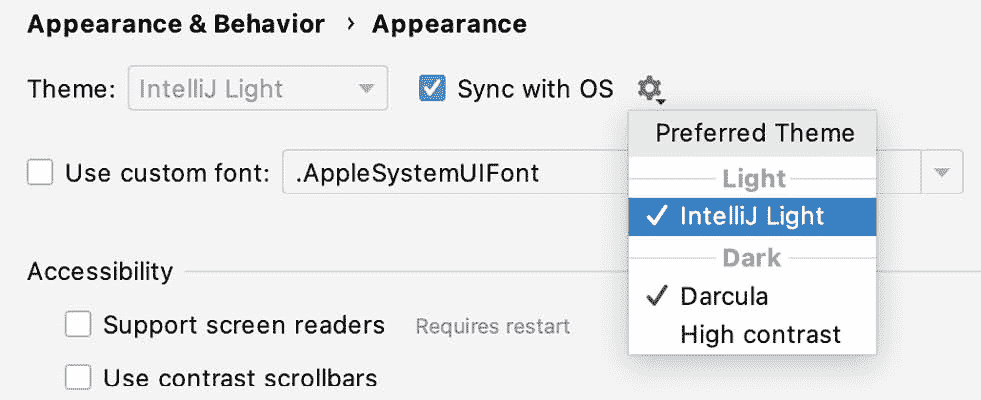 Appearance & Behavior › Appearance
Theme: IntelliJ Light Sync with OS
Preferred Theme
Use custom font: .AppleSystemUIFont
Light
IntelliJ Light
Dark
Accessibility
Darcula
Support screen readers Requires restart
High contrast
Use contrast scrollbars